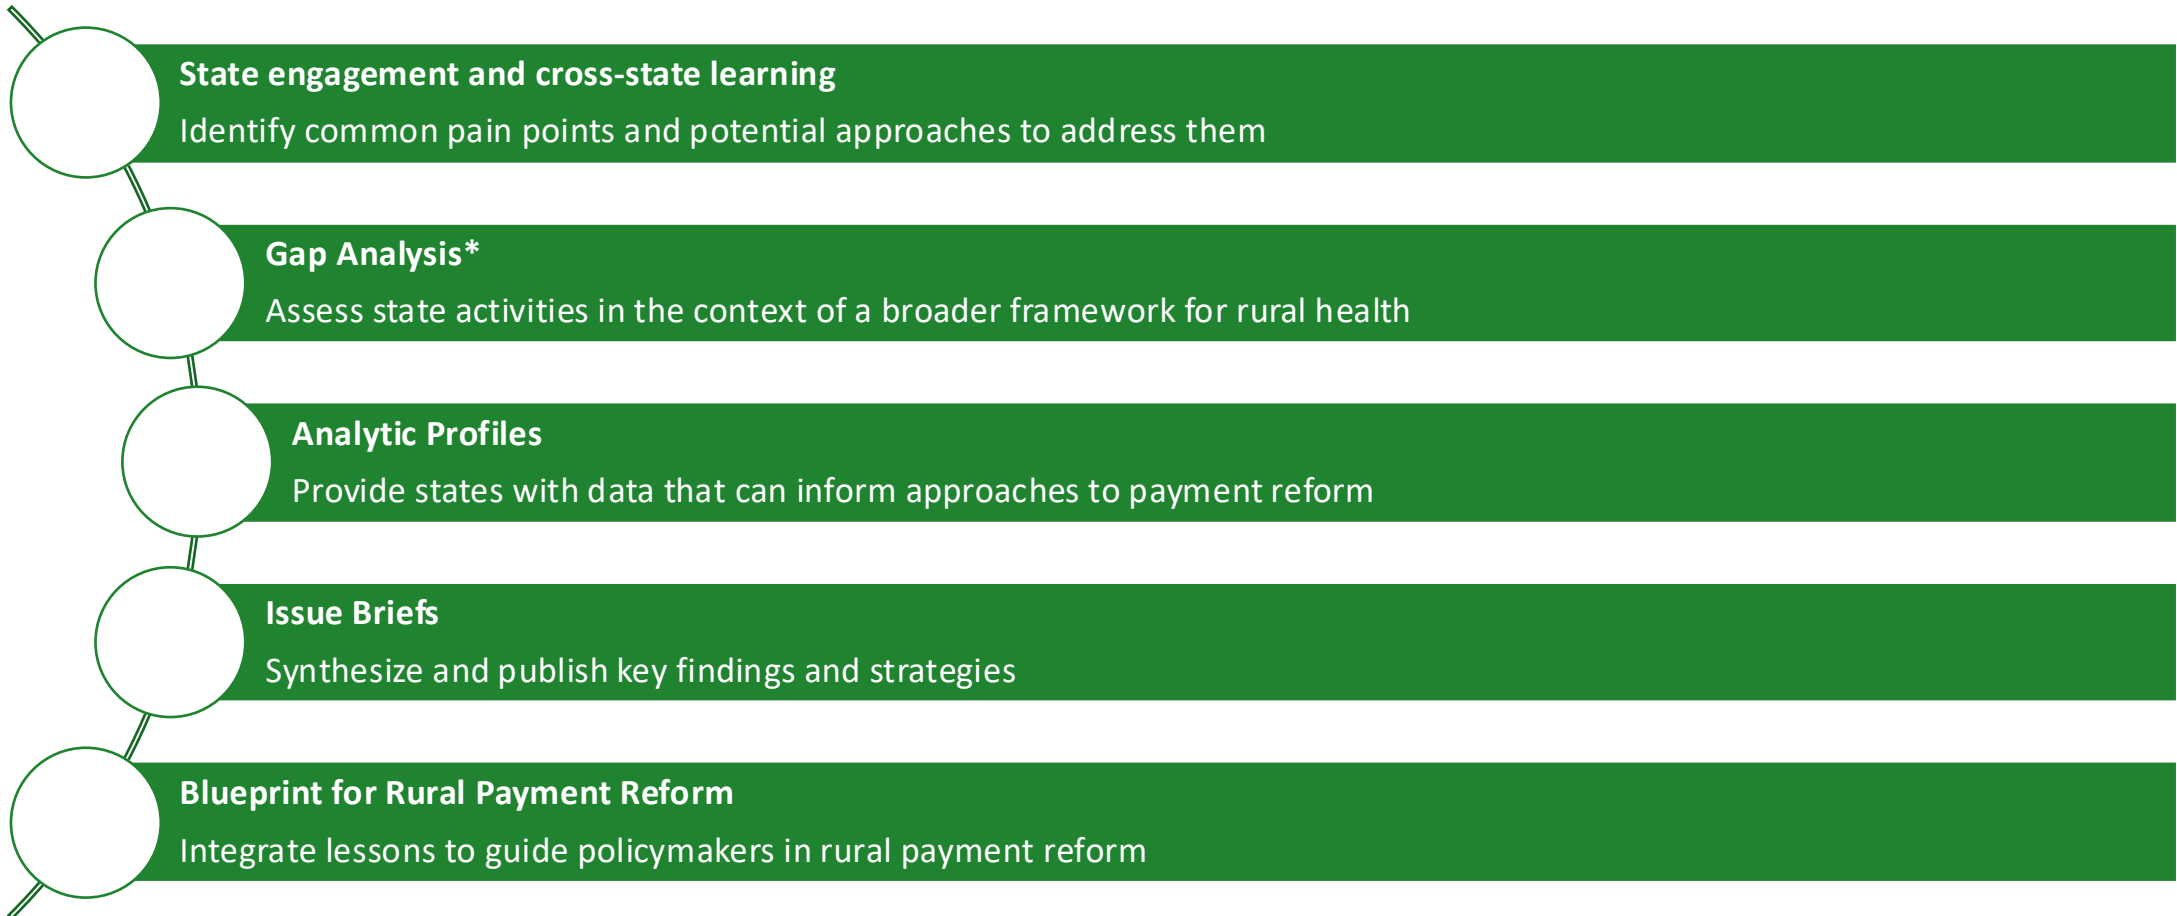 State engagement and cross-state learning
Identify common pain points and potential approaches to address them
Gap Analysis*
Assess state activities in the context of a broader framework for rural health
Analytic Profiles
Provide states with data that can inform approaches to payment reform
Issue Briefs
Synthesize and publish key findings and strategies
Blueprint for Rural Payment Reform
Integrate lessons to guide policymakers in rural payment reform